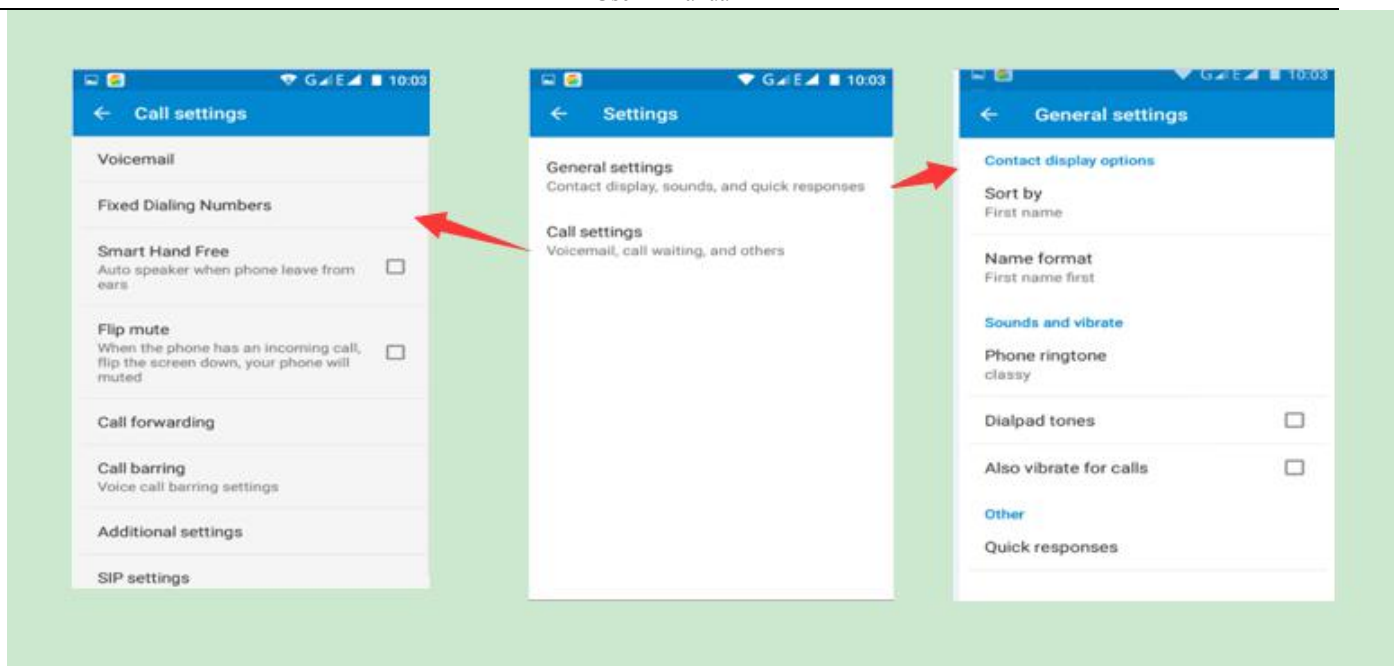 10:03
Call settings
Voicemail
Fixed Dialing Numbers
Smart Hand Free
Auto speaker when phone leave from
ears
Flip mute
When the phone has an incoming call,
flip the screen down, your phone will
muted
Call forwarding
Call barring
Voice call barring settings
Additional settings
SIP settings
G E 10:03
Settings
General settings
Contact display, sounds, and quick responses
Call settings
Voicemail, call waiting, and others
G E 10:03
General settings
Contact display options
Sort by
First name
Name format
First name first
Sounds and vibrate
Phone ringtone
classy
Dialpad tones
Also vibrate for calls
Other
Quick responses